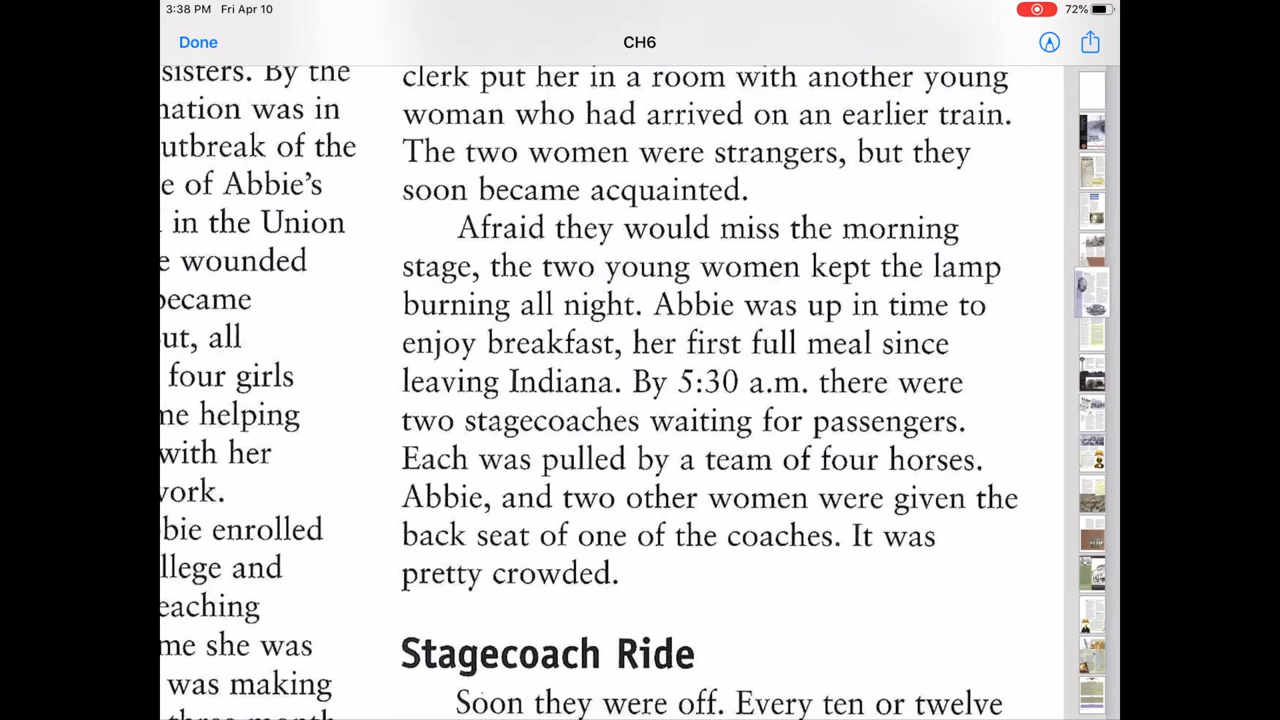 3:38 PM Fri Apr 10
72%
Done
CH6
sisters. By the
nation was in
utbreak of the
e of Abbie's
in the Union
e wounded
became
ut, all
four girls
me helping
with her
work.
bbie enrolled
llege and
eaching
me she was
was making
three month
clerk put her in a room with another young
woman who had arrived on an earlier train.
The two women were strangers, but they
soon became acquainted.
Afraid they would miss the morning
stage, the two young women kept the lamp
burning all night. Abbie was up in time to
enjoy breakfast, her first full meal since
leaving Indiana. By 5:30 a.m. there were
two stagecoaches waiting for passengers.
Each was pulled by a team of four horses.
Abbie, and two other women were given the
back seat of one of the coaches. It was
pretty crowded.
Stagecoach Ride
Soon they were off. Every ten or twelve